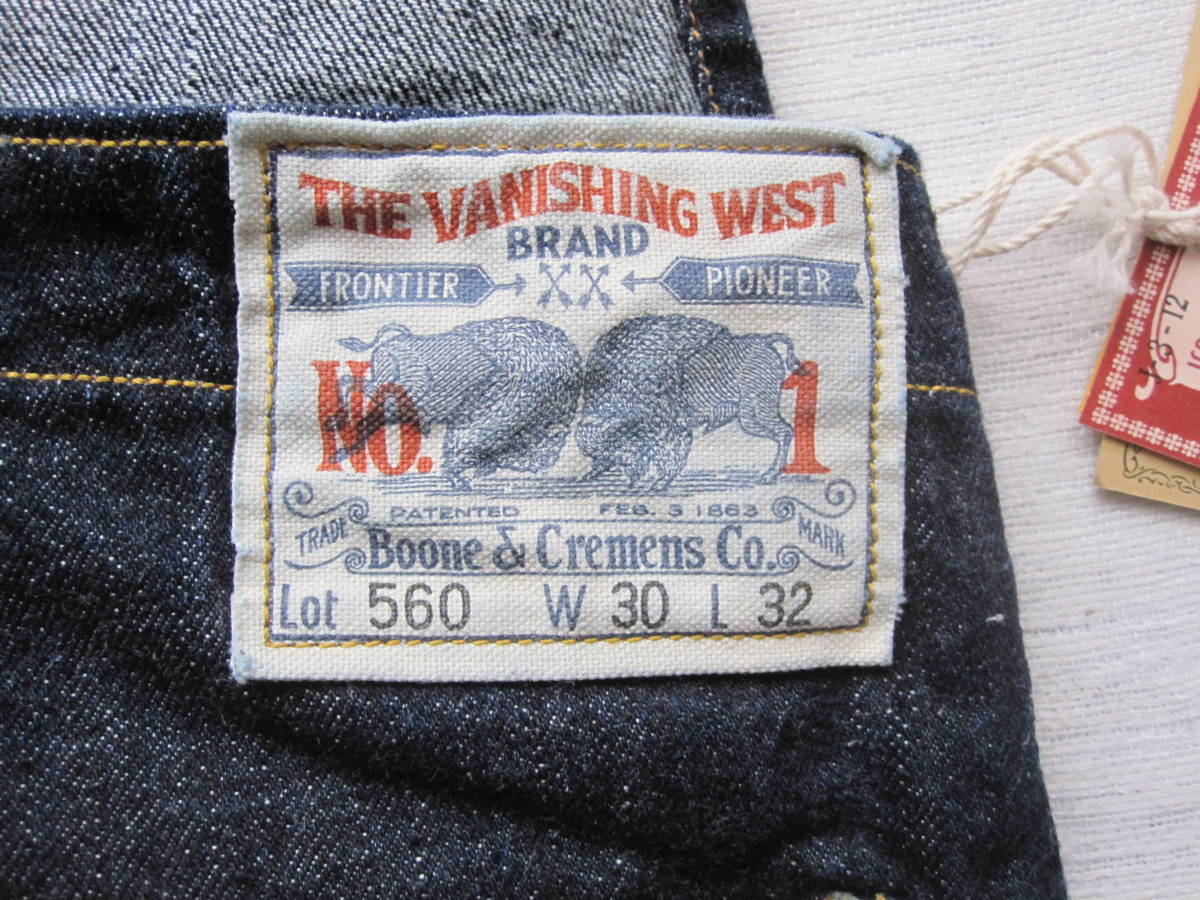 THE VANISHING WEST
BRAND
FRONTIER PIONEER
No. 1
PATENTED FEB. 3 1863
TRADE MARK
Boone & Cremens Co.
Lot 560 W 30 L 32